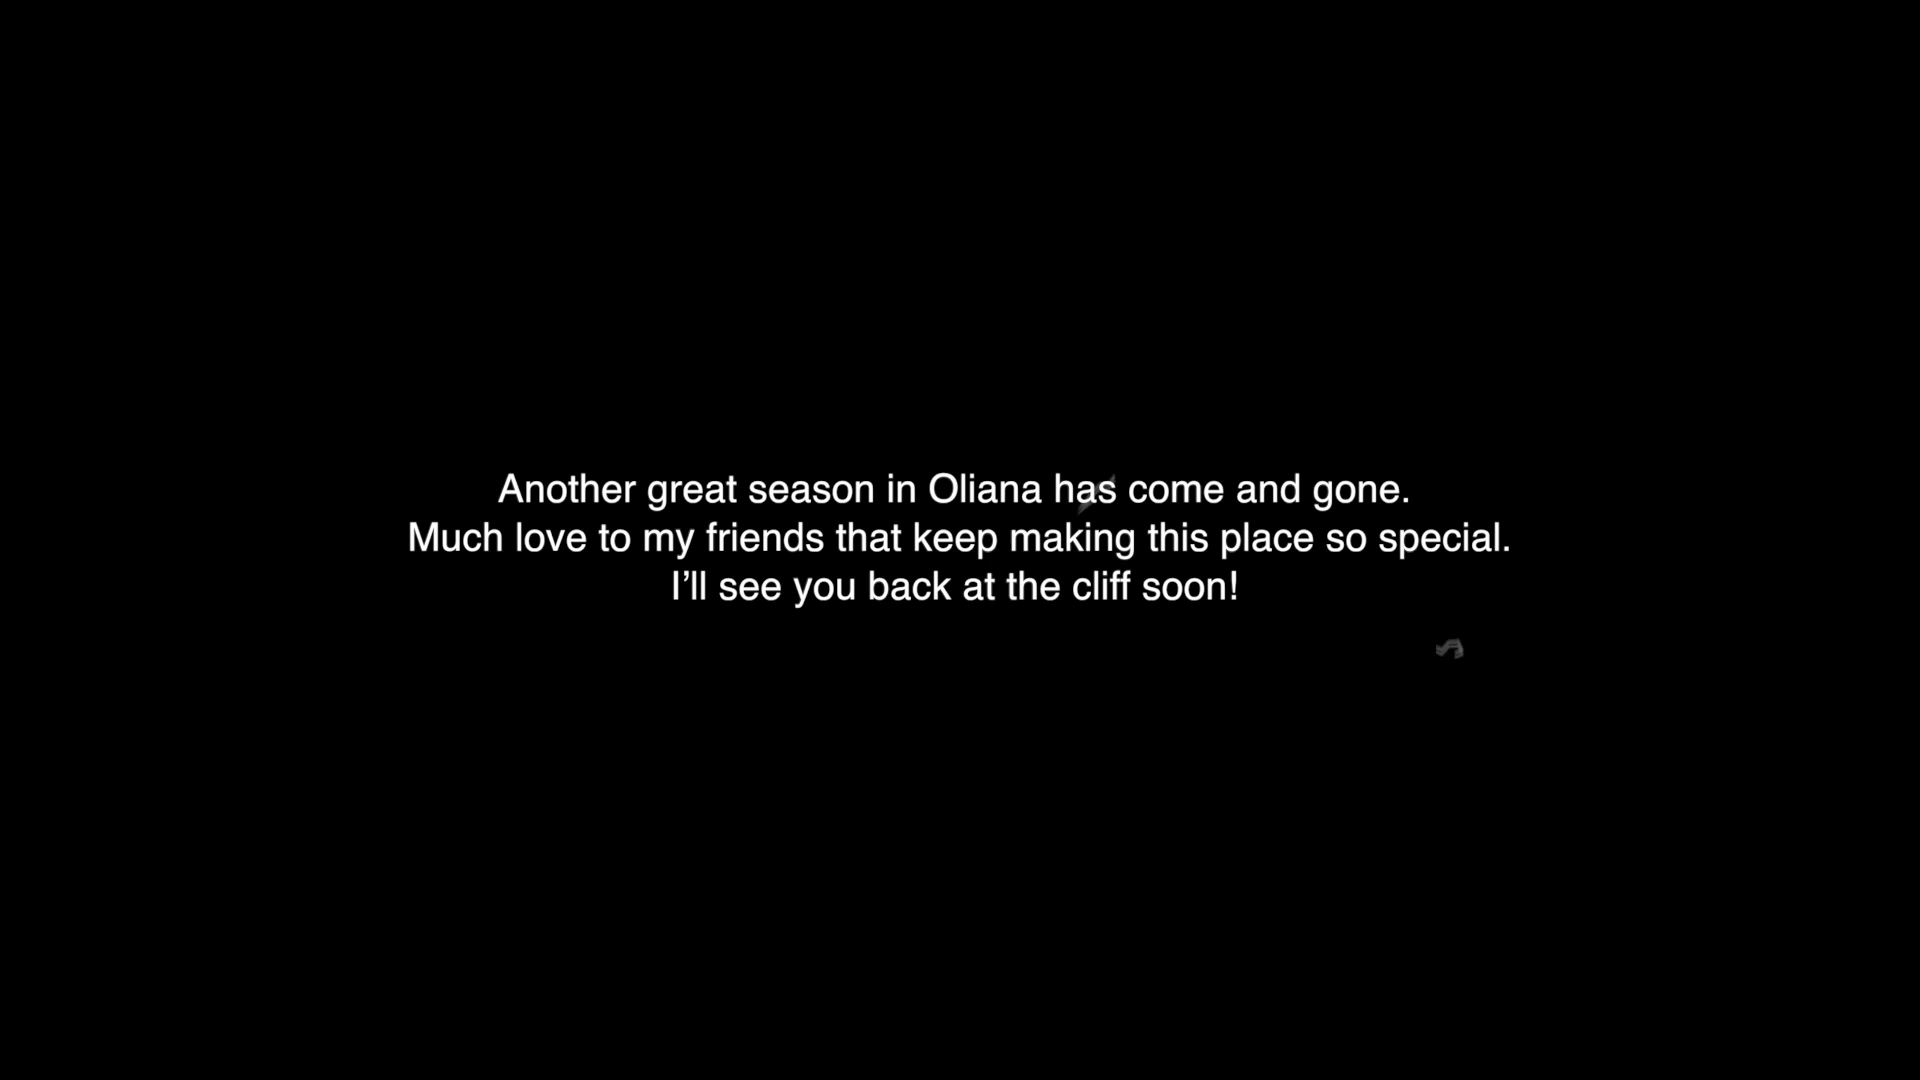 Another great season in Oliana has come and gone.
Much love to my friends that keep making this place so special.
I’ll see you back at the cliff soon!